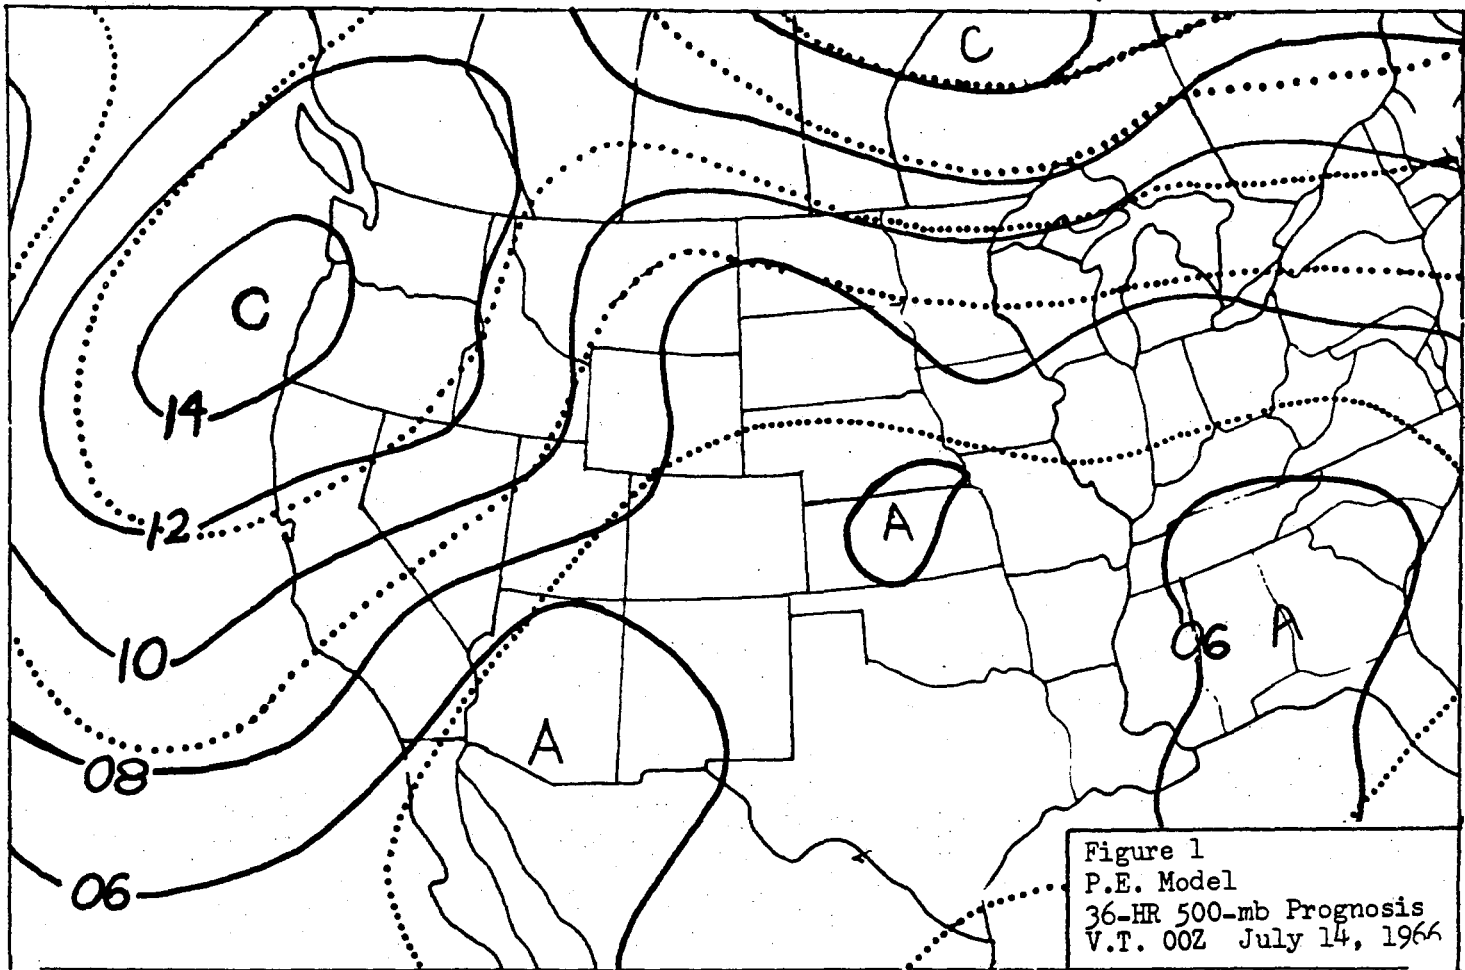 C
C
14
12
A
10
06 A
A
08
06
Figure 1
P.E. Model
36-HR 500-mb Prognosis
V.T. 00Z July 14, 1966